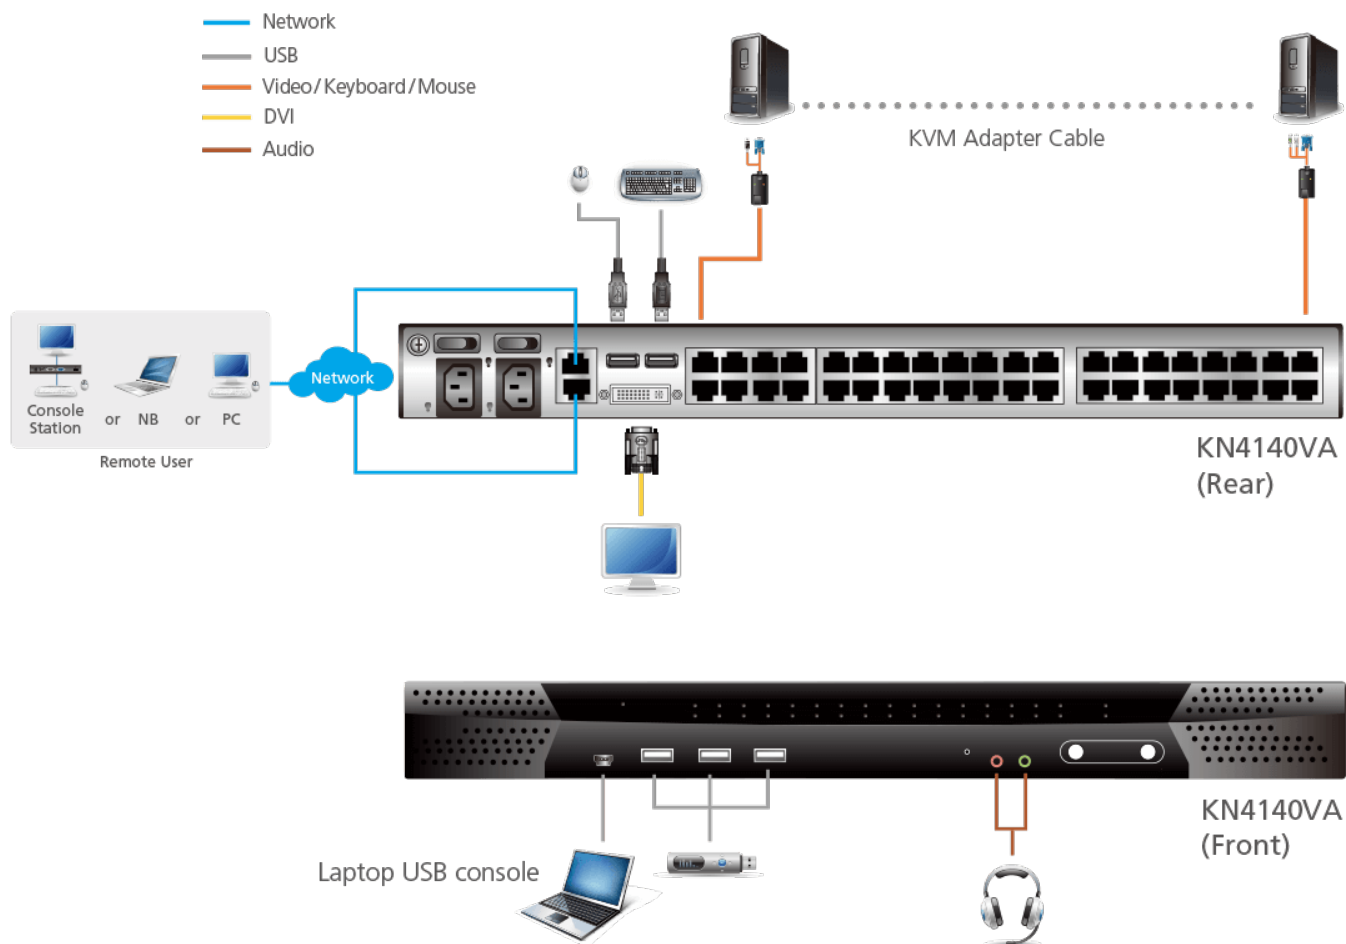 Network
USB
Video/Keyboard/Mouse
DVI
Audio
KVM Adapter Cable
Network
Console
Station
or
NB
or
PC
Remote User
KN4140VA
(Rear)
KN4140VA
(Front)
Laptop USB console